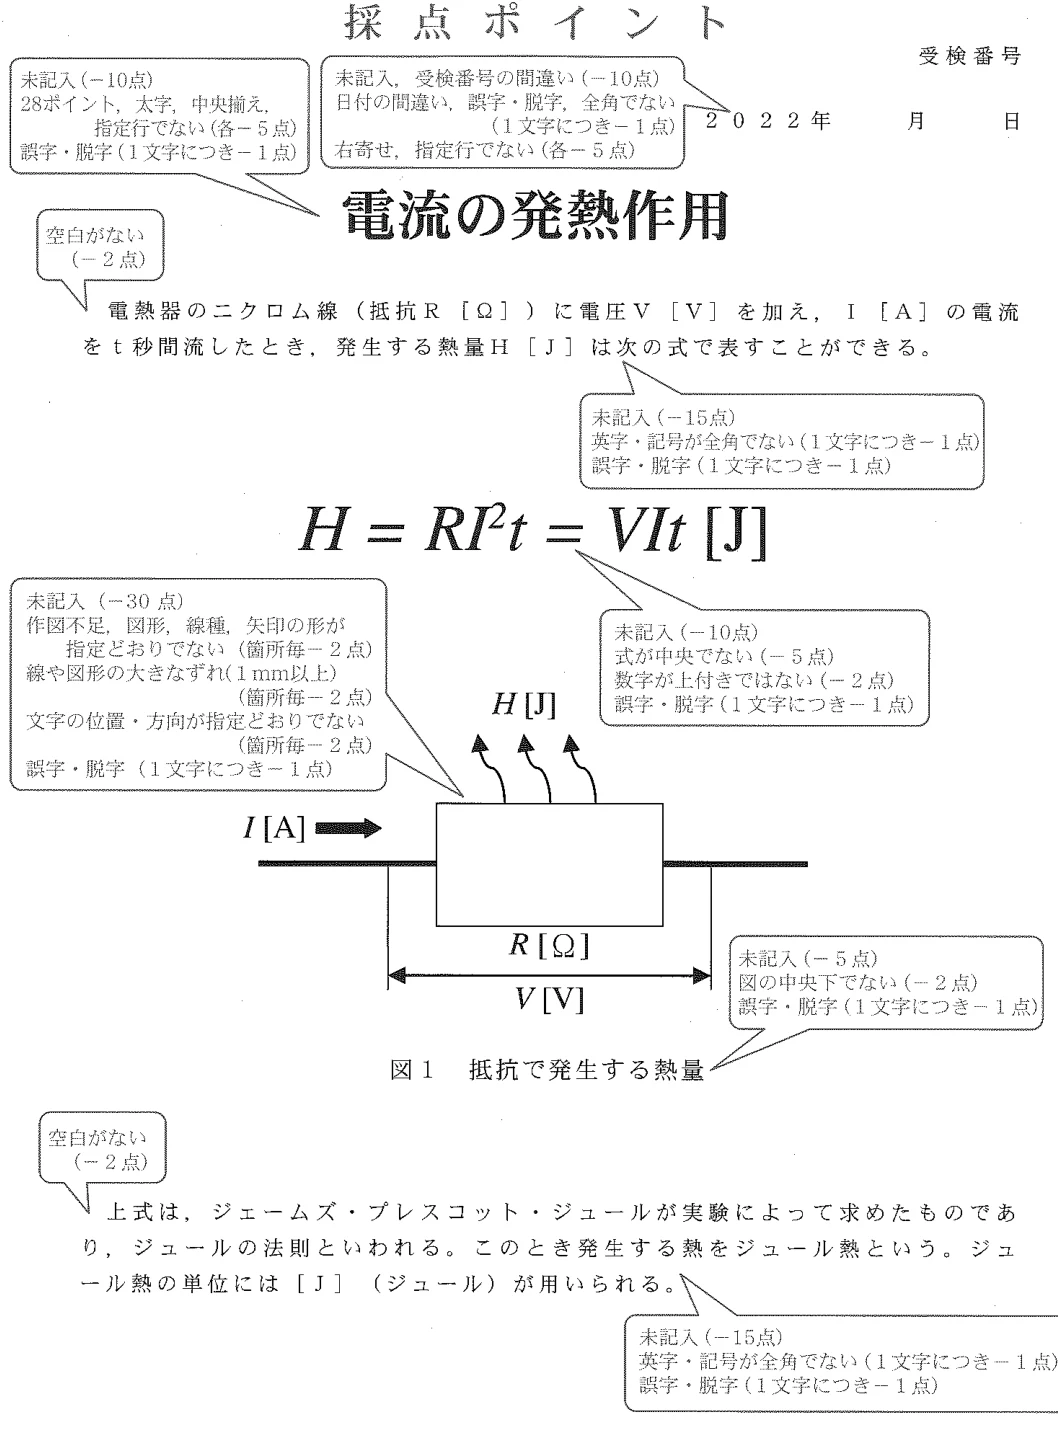 採点ポイント
受検番号
未記入(-10点)
28ポイント，太字，中央揃え，
指定行でない(各-5点)
誤字・脱字(1文字につき-1点)
未記入，受検番号の間違い(-10点)
日付の間違い，誤字・脱字，全角でない
(1文字につき-1点)
右寄せ，指定行でない(各-5点)
２０２２年　　　月　　　日
電流の発熱作用
空白がない
(-2点)
電熱器のニクロム線（抵抗Ｒ［Ω］）に電圧Ｖ［Ｖ］を加え，Ｉ［Ａ］の電流
をｔ秒間流したとき，発生する熱量Ｈ［Ｊ］は次の式で表すことができる。
未記入(-15点)
英字・記号が全角でない(1文字につき-1点)
誤字・脱字(1文字につき-1点)
H = RI²t = VIt [J]
未記入 (-30点)
作図不足，図形，線種，矢印の形が
指定どおりでない (箇所毎-2点)
線や図形の大きなずれ(1mm以上)
(箇所毎-2点)
文字の位置・方向が指定どおりでない
(箇所毎-2点)
誤字・脱字 (1文字につき-1点)
未記入(-10点)
式が中央でない(-5点)
数字が上付きではない(-2点)
誤字・脱字(1文字につき-1点)
H [J]
I [A]
R [Ω]
V [V]
未記入(-5点)
図の中央下でない(-2点)
誤字・脱字(1文字につき-1点)
図１　抵抗で発生する熱量
空白がない
(-2点)
上式は，ジェームズ・プレスコット・ジュールが実験によって求めたものであ
り，ジュールの法則といわれる。このとき発生する熱をジュール熱という。ジュ
ール熱の単位には［Ｊ］（ジュール）が用いられる。
未記入(-15点)
英字・記号が全角でない(1文字につき-1点)
誤字・脱字(1文字につき-1点)